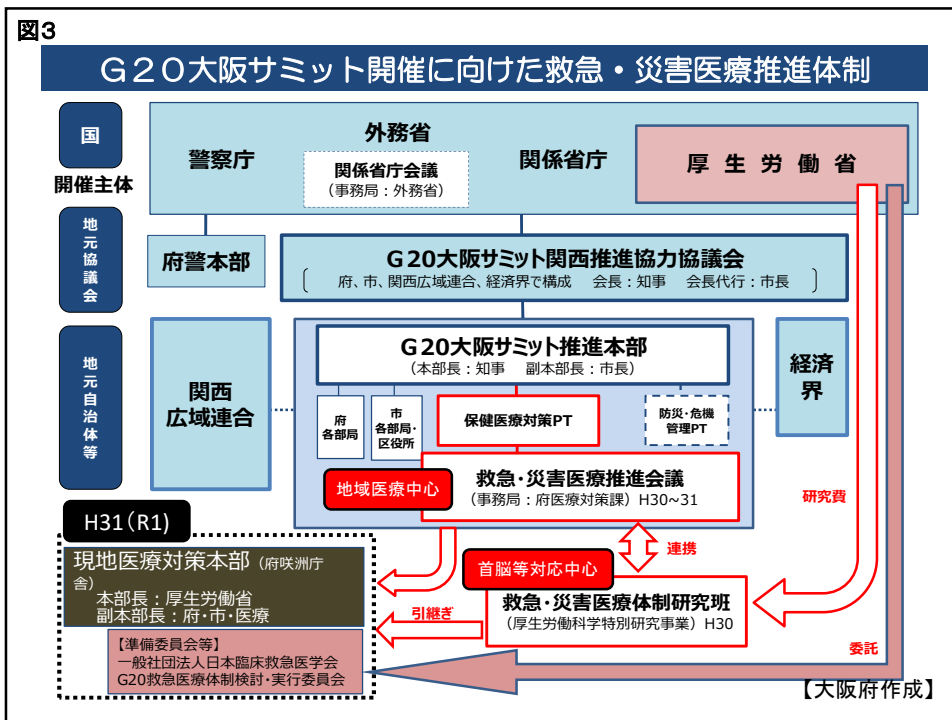 図3
G20大阪サミット開催に向けた救急・災害医療推進体制
国
開催主体
警察庁
外務省
関係省庁会議
(事務局:外務省)
関係省庁
厚生労働省
地元協議会
府警本部
G20大阪サミット関西推進協力協議会
府、市、関西広域連合、経済界で構成 会長:知事 会長代行:市長
地元自治体等
関西
広域連合
G20大阪サミット推進本部
(本部長:知事 副本部長:市長)
経済
界
府
各部局
市
各部局・
区役所
保健医療対策PT
防災・危機
管理PT
地域医療中心
救急・災害医療推進会議
(事務局:府医療対策課)H30~31
研究費
H31(R1)
連携
現地医療対策本部(府咲洲庁
舎)
本部長:厚生労働省
副本部長:府・市・医療
首脳等対応中心
救急・災害医療体制研究班
(厚生労働科学特別研究事業)H30
引継ぎ
委託
【準備委員会等】
一般社団法人日本臨床救急医学会
G20救急医療体制検討・実行委員会
【大阪府作成】